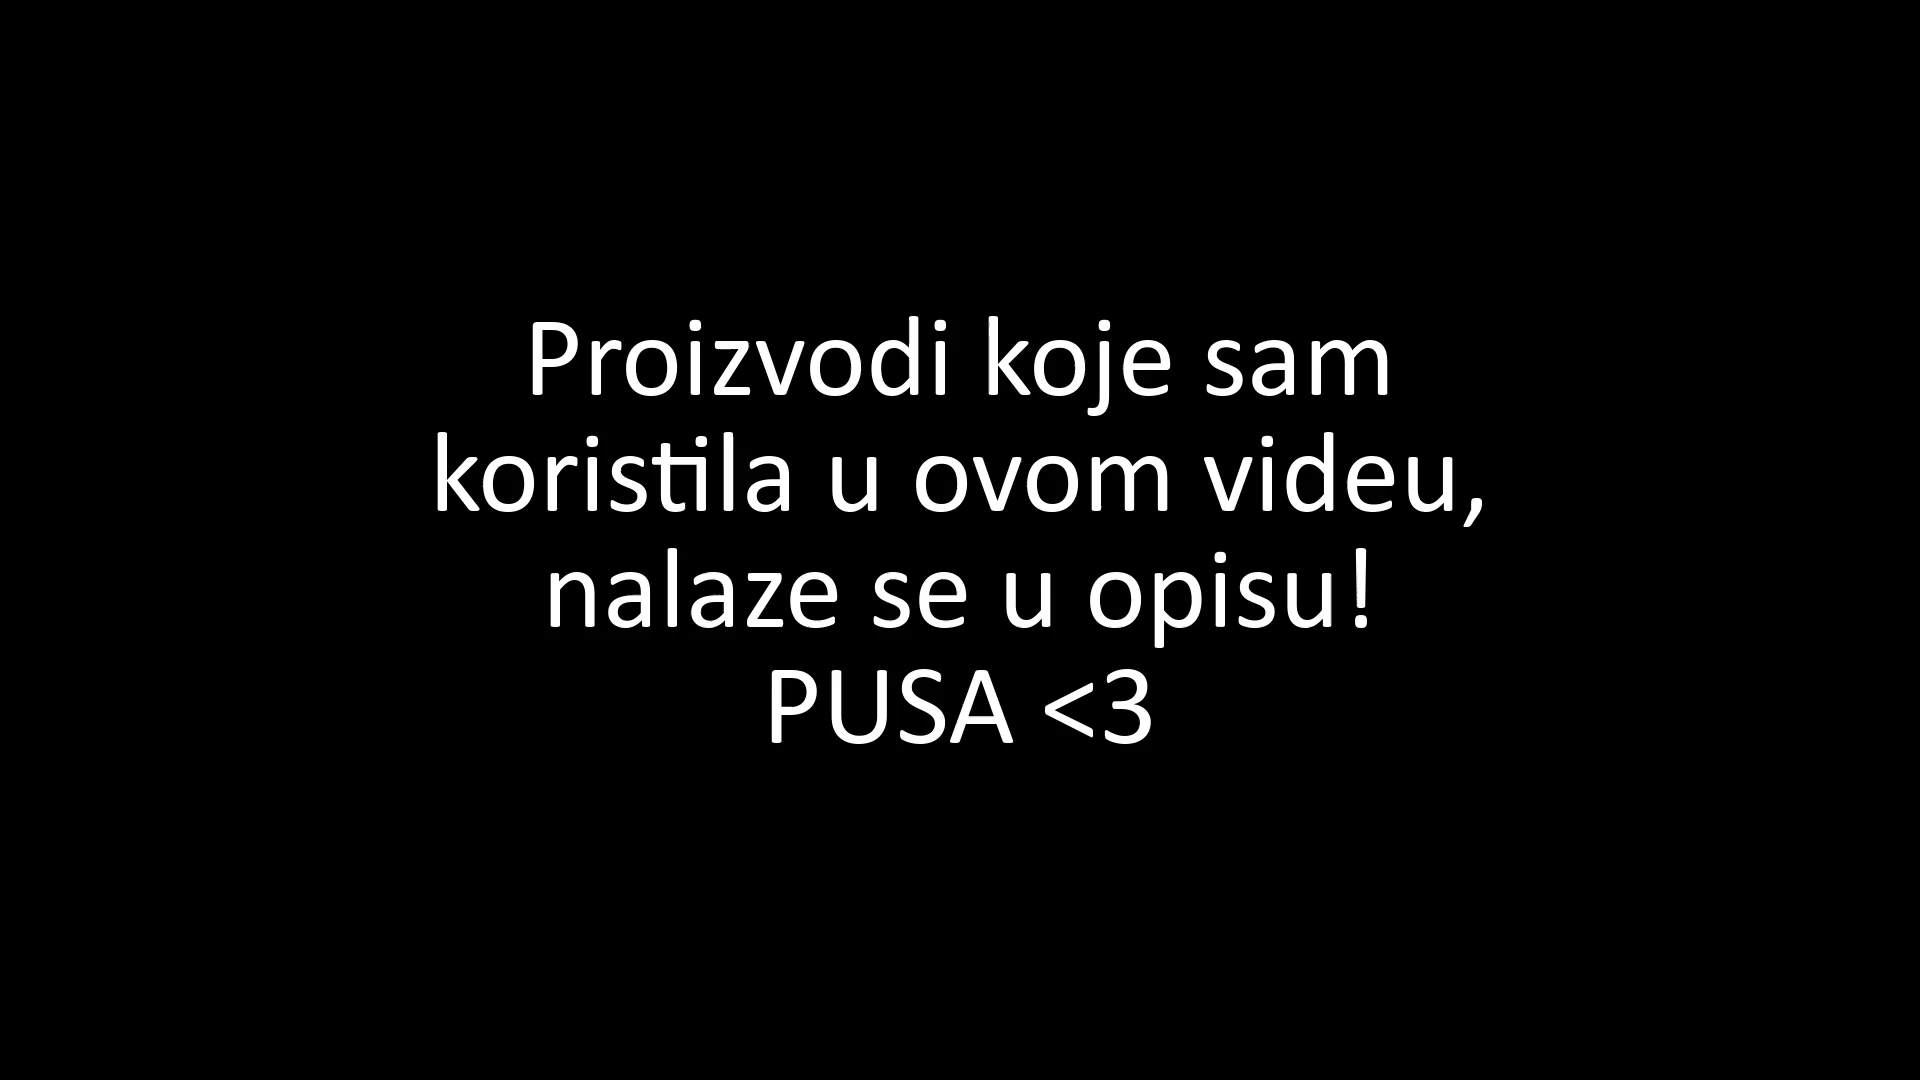 Proizvodi koje sam
koristila u ovom videu,
nalaze se u opisu!
PUSA <3